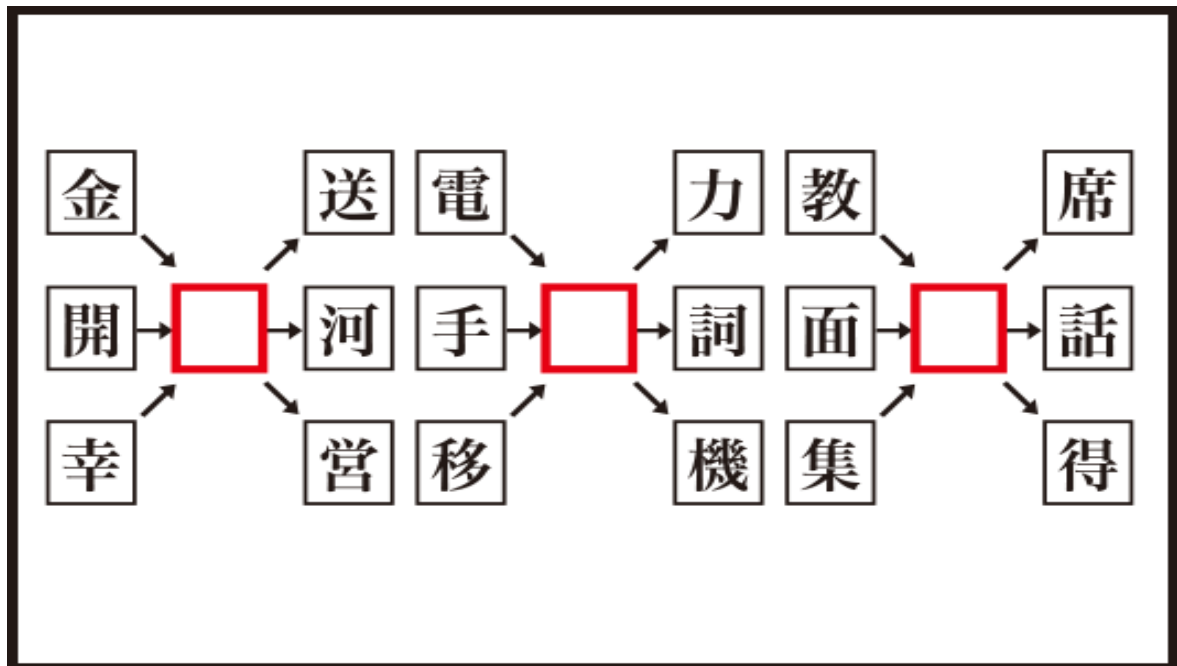 金 送 電 力 教 席
開 河 手 詞 面 話
幸 営 移 機 集 得